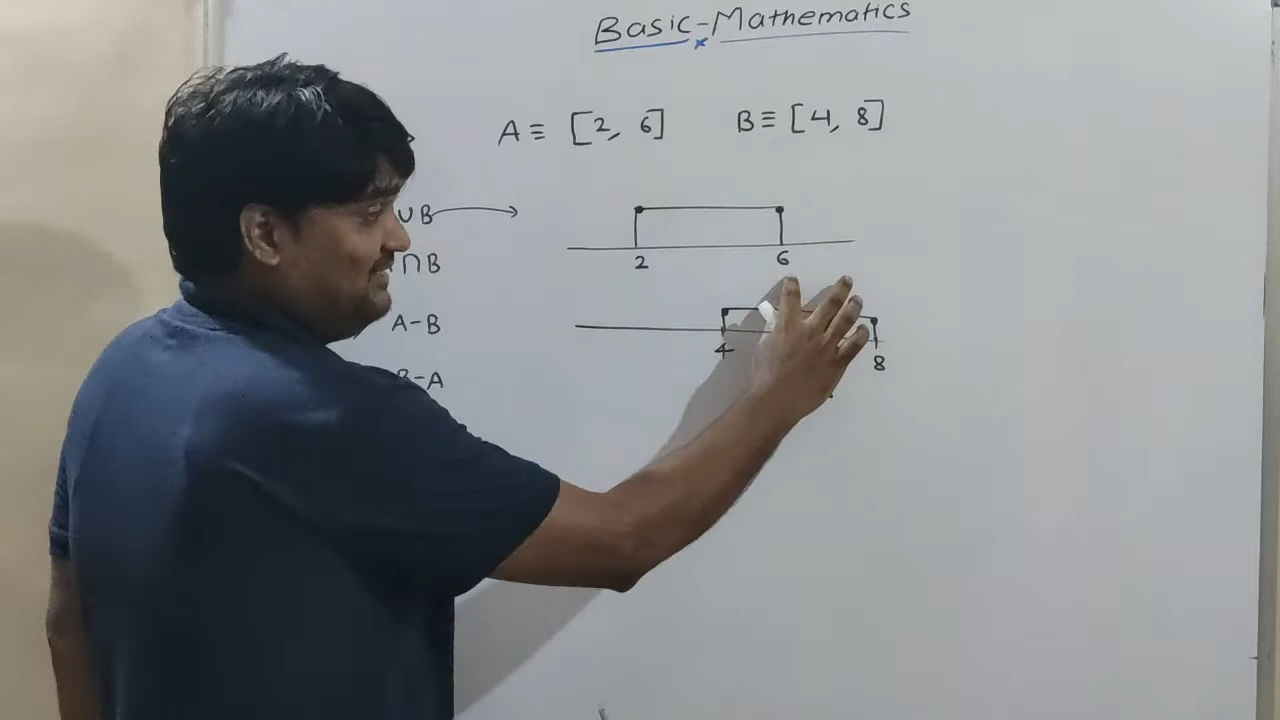 Basic-Mathematics
A ≡ [2, 6] B ≡ [4, 8]
∪ B
2 6
∩ B
4 8
A-B
B-A